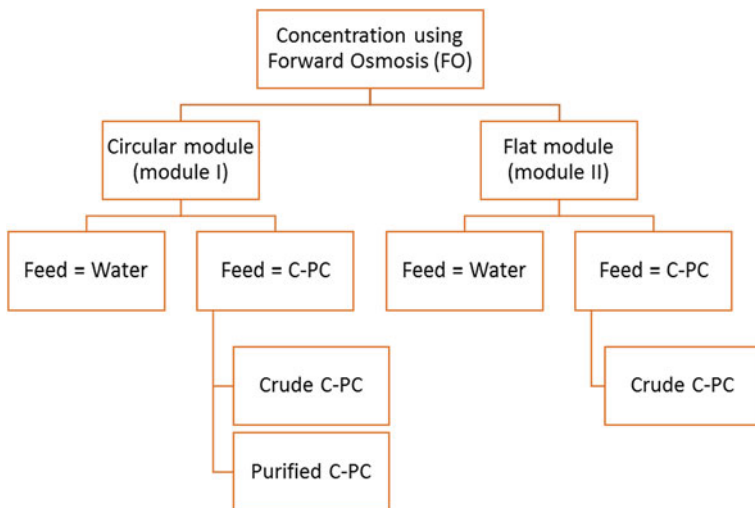 Concentration using
Forward Osmosis (FO)
Circular module
(module I)
Flat module
(module II)
Feed = Water
Feed = C-PC
Feed = Water
Feed = C-PC
Crude C-PC
Crude C-PC
Purified C-PC